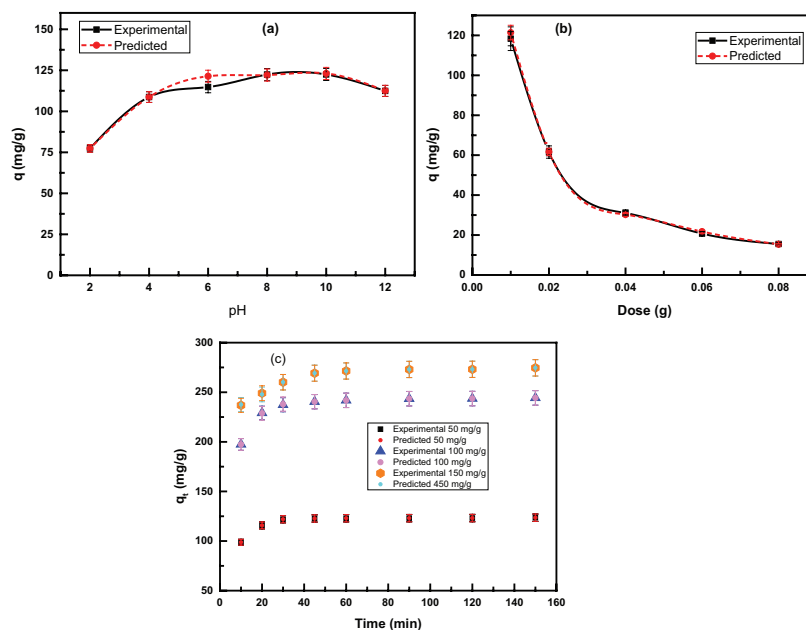 (a)
Experimental
Predicted
150
125
100
75
50
25
0
q (mg/g)
2 4 6 8 10 12
pH
(b)
Experimental
Predicted
120
100
80
60
40
20
0
q (mg/g)
0.00 0.02 0.04 0.06 0.08
Dose (g)
(c)
300
250
200
150
100
50
qt (mg/g)
Experimental 50 mg/g
Predicted 50 mg/g
Experimental 100 mg/g
Predicted 100 mg/g
Experimental 150 mg/g
Predicted 450 mg/g
0 20 40 60 80 100 120 140 160
Time (min)